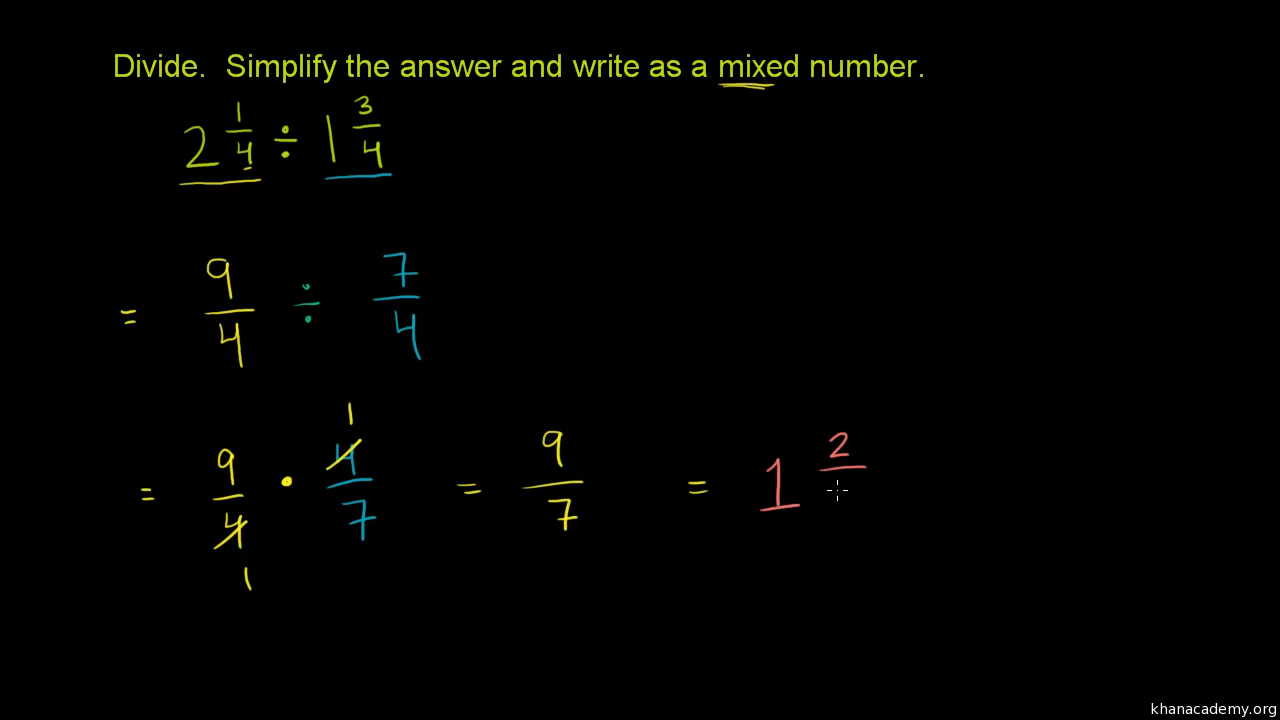 Divide. Simplify the answer and write as a mixed number.
2 1/4 ÷ 1 3/4
= 9/4 ÷ 7/4
1
= 9/4 • 4/7 = 9/7 = 1 2/
1
khanacademy.org